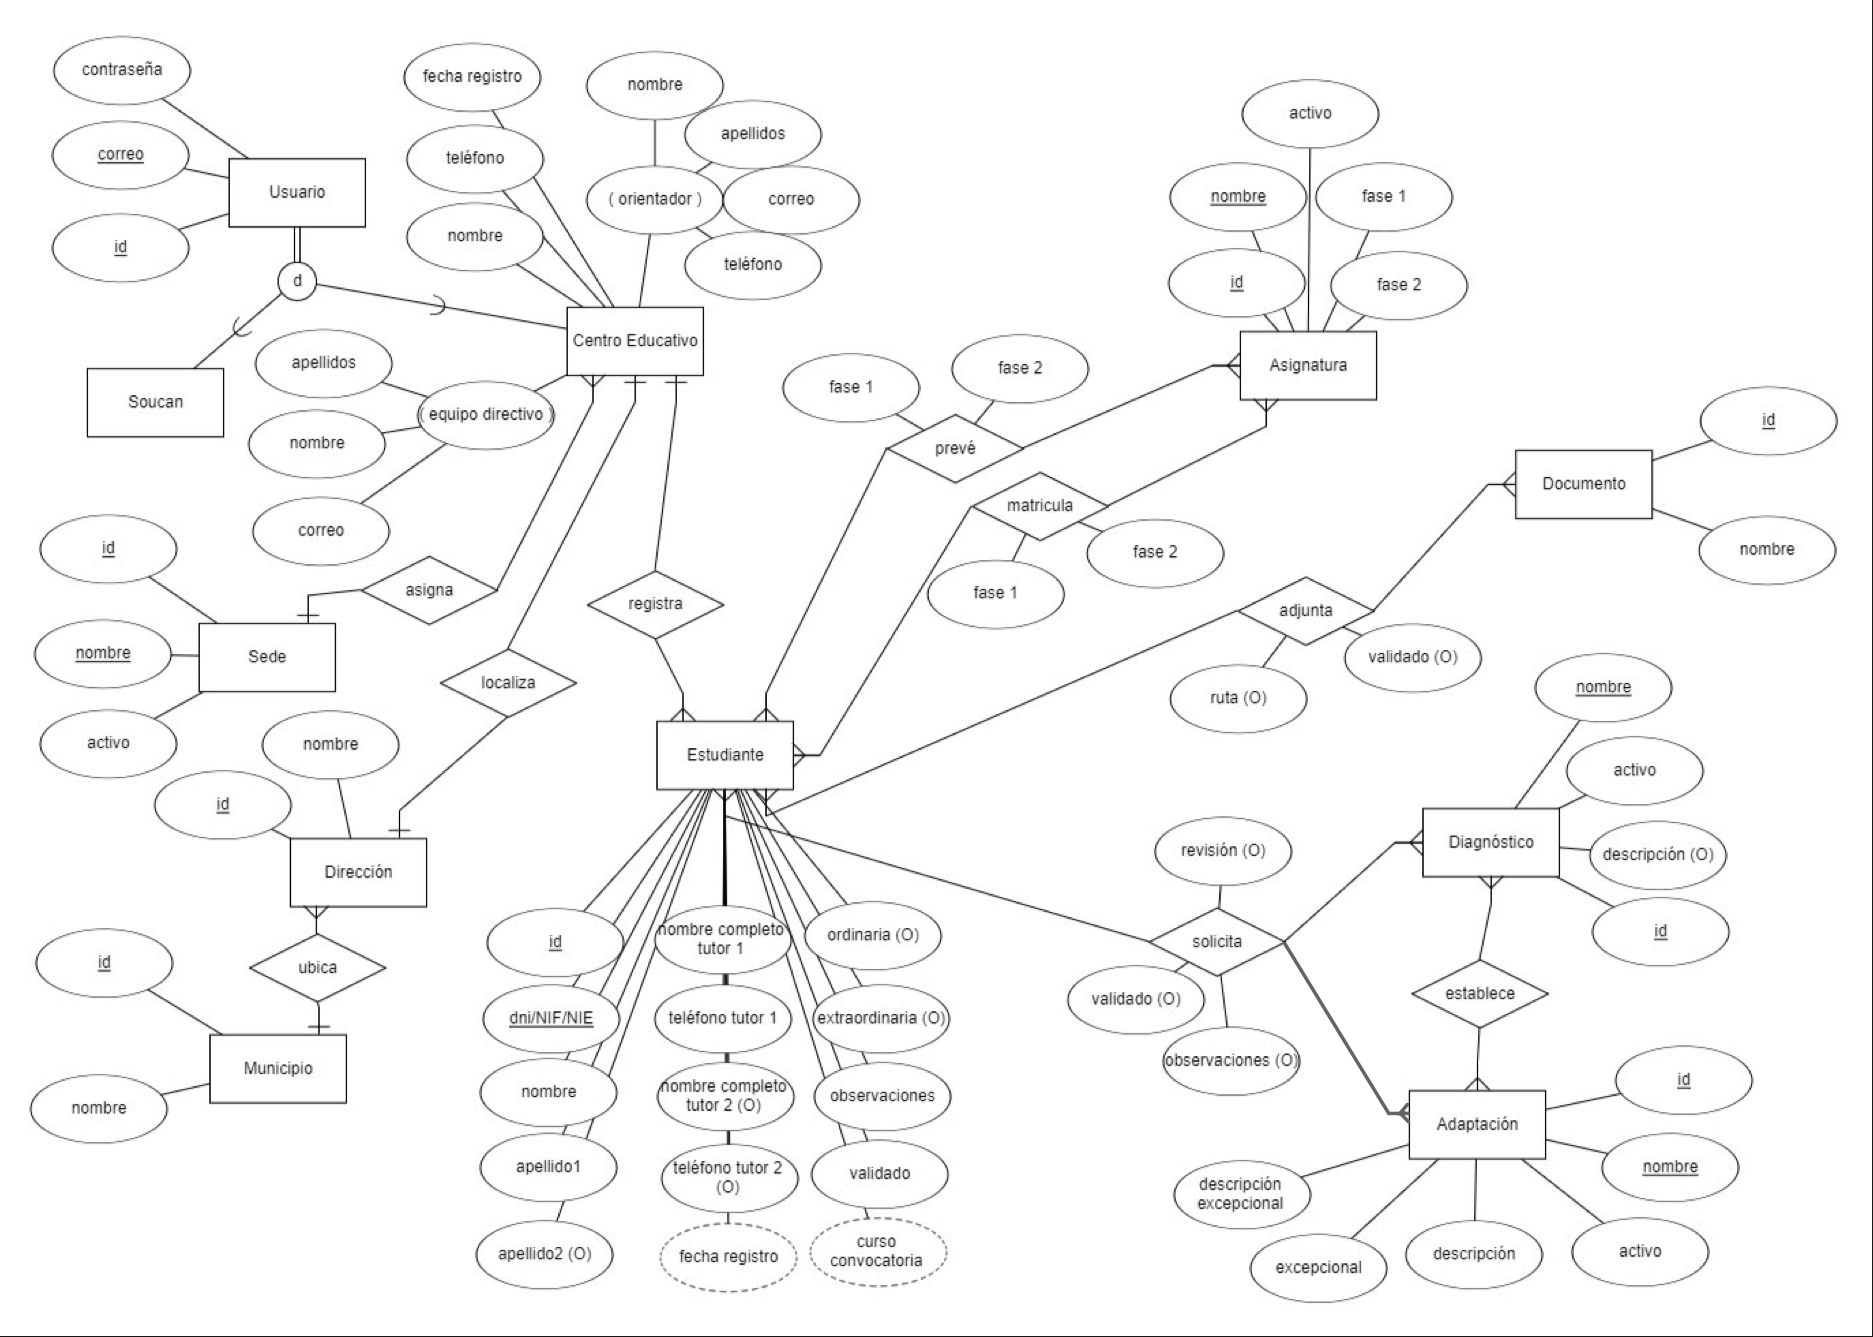 contraseña
correo
id
Usuario
d
Soucan
fecha registro
teléfono
nombre
nombre
apellidos
( orientador )
correo
teléfono
Centro Educativo
apellidos
( equipo directivo )
nombre
correo
activo
nombre
fase 1
id
fase 2
Asignatura
fase 1
fase 2
prevé
matricula
fase 1
fase 2
id
Documento
nombre
adjunta
ruta (O)
validado (O)
id
nombre
activo
Sede
asigna
registra
localiza
nombre
id
Dirección
ubica
id
Municipio
nombre
Estudiante
id
dni/NIF/NIE
nombre
apellido1
apellido2 (O)
nombre completo
tutor 1
teléfono tutor 1
nombre completo
tutor 2 (O)
teléfono tutor 2
(O)
fecha registro
ordinaria (O)
extraordinaria (O)
observaciones
validado
curso
convocatoria
revisión (O)
solicita
validado (O)
observaciones (O)
nombre
activo
Diagnóstico
descripción (O)
id
establece
Adaptación
id
nombre
descripción
excepcional
excepcional
descripción
activo